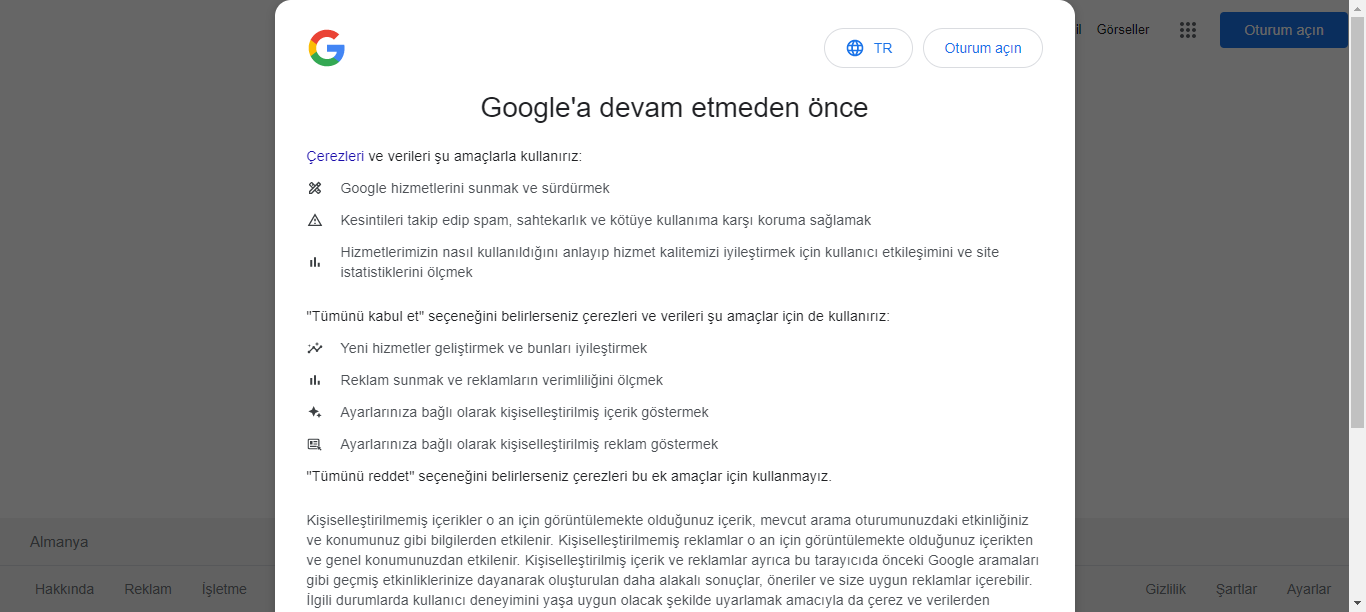 TR
Oturum açın
Görseller
Oturum açın
Google'a devam etmeden önce
Çerezleri ve verileri şu amaçlarla kullanırız:
Google hizmetlerini sunmak ve sürdürmek
Kesintileri takip edip spam, sahtekarlık ve kötüye kullanıma karşı koruma sağlamak
Hizmetlerimizin nasıl kullanıldığını anlayıp hizmet kalitemizi iyileştirmek için kullanıcı etkileşimini ve site
istatistiklerini ölçmek
"Tümünü kabul et" seçeneğini belirlerseniz çerezleri ve verileri şu amaçlar için de kullanırız:
Yeni hizmetler geliştirmek ve bunları iyileştirmek
Reklam sunmak ve reklamların verimliliğini ölçmek
Ayarlarınıza bağlı olarak kişiselleştirilmiş içerik göstermek
Ayarlarınıza bağlı olarak kişiselleştirilmiş reklam göstermek
"Tümünü reddet" seçeneğini belirlerseniz çerezleri bu ek amaçlar için kullanmayız.
Kişiselleştirilmemiş içerikler o an için görüntülemekte olduğunuz içerik, mevcut arama oturumunuzdaki etkinliğiniz
ve konumunuz gibi bilgilerden etkilenir. Kişiselleştirilmemiş reklamlar o an için görüntülemekte olduğunuz içerikten
ve genel konumunuzdan etkilenir. Kişiselleştirilmiş içerik ve reklamlar ayrıca bu tarayıcıda önceki Google aramaları
gibi geçmiş etkinliklerinize dayanarak oluşturulan daha alakalı sonuçlar, öneriler ve size uygun reklamlar içerebilir.
İlgili durumlarda kullanıcı deneyimini yaşa uygun olacak şekilde uyarlamak amacıyla da çerez ve verilerden
Almanya
Hakkında Reklam İşletme
Gizlilik Şartlar Ayarlar